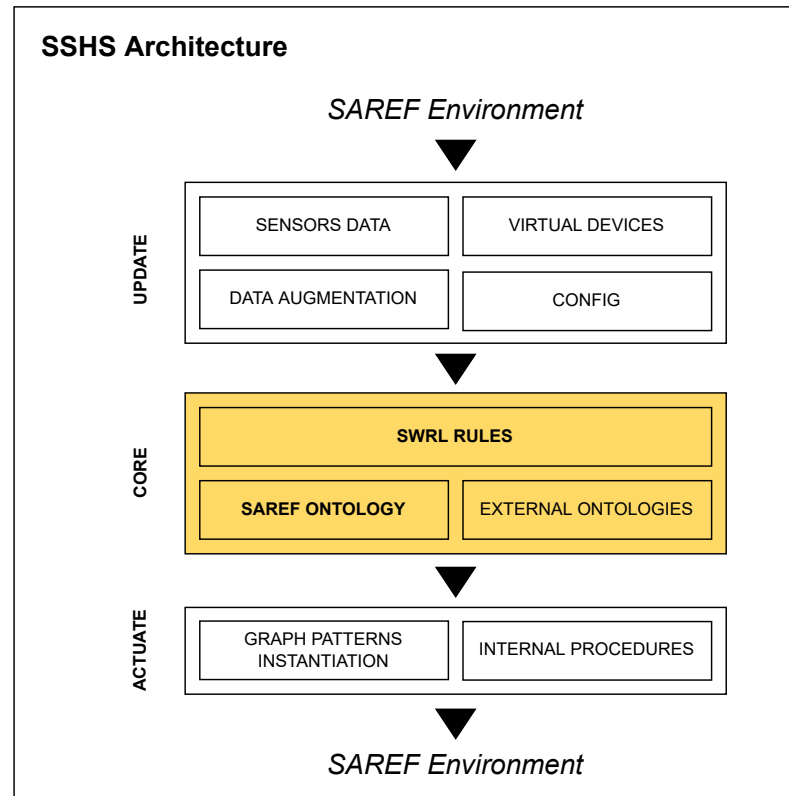 SSHS Architecture
SAREF Environment
UPDATE
SENSORS DATA
VIRTUAL DEVICES
DATA AUGMENTATION
CONFIG
CORE
SWRL RULES
SAREF ONTOLOGY
EXTERNAL ONTOLOGIES
ACTUATE
GRAPH PATTERNS
INSTANTIATION
INTERNAL PROCEDURES
SAREF Environment